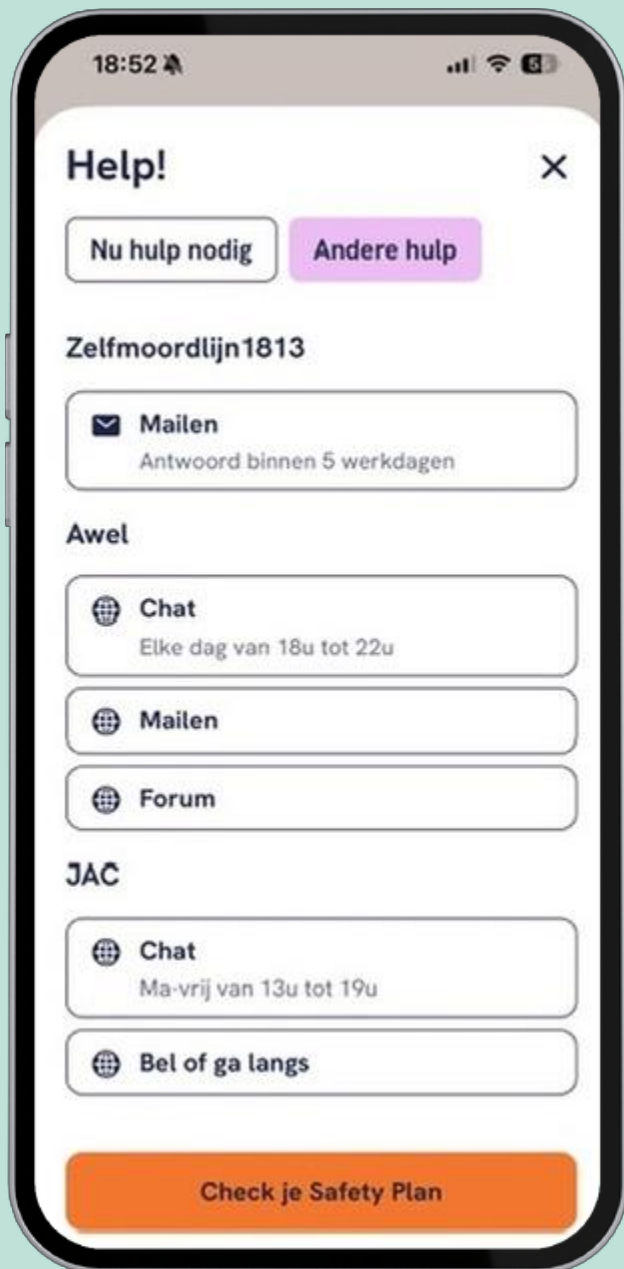 18:52
Help!
Nu hulp nodig
Andere hulp
Zelfmoordlijn1813
Mailen
Antwoord binnen 5 werkdagen
Awel
Chat
Elke dag van 18u tot 22u
Mailen
Forum
JAC
Chat
Ma-vrij van 13u tot 19u
Bel of ga langs
Check je Safety Plan